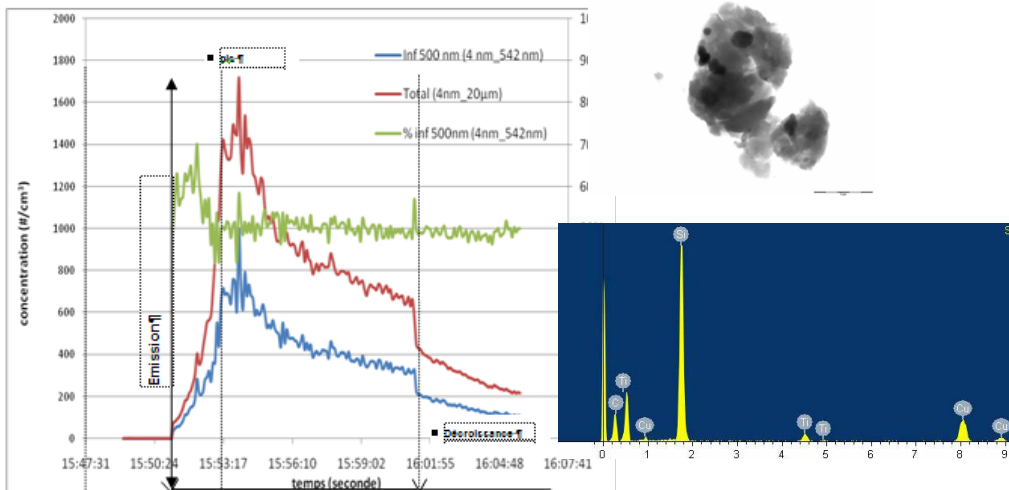 2000
1800
1600
1400
1200
1000
800
600
400
200
0
concentration (#/cm³)
Inf 500 nm (4 nm_542 nm)
Total (4nm_20µm)
% inf 500nm (4nm_542nm)
Emission¶
Décroissance ¶
15:47:31 15:50:24 15:53:17 15:56:10 15:59:02 16:01:55 16:04:48 16:07:41
temps (seconde)
Si
Ti
C
Cu
Ti
Ti
Cu
Cu
0 1 2 3 4 5 6 7 8 9